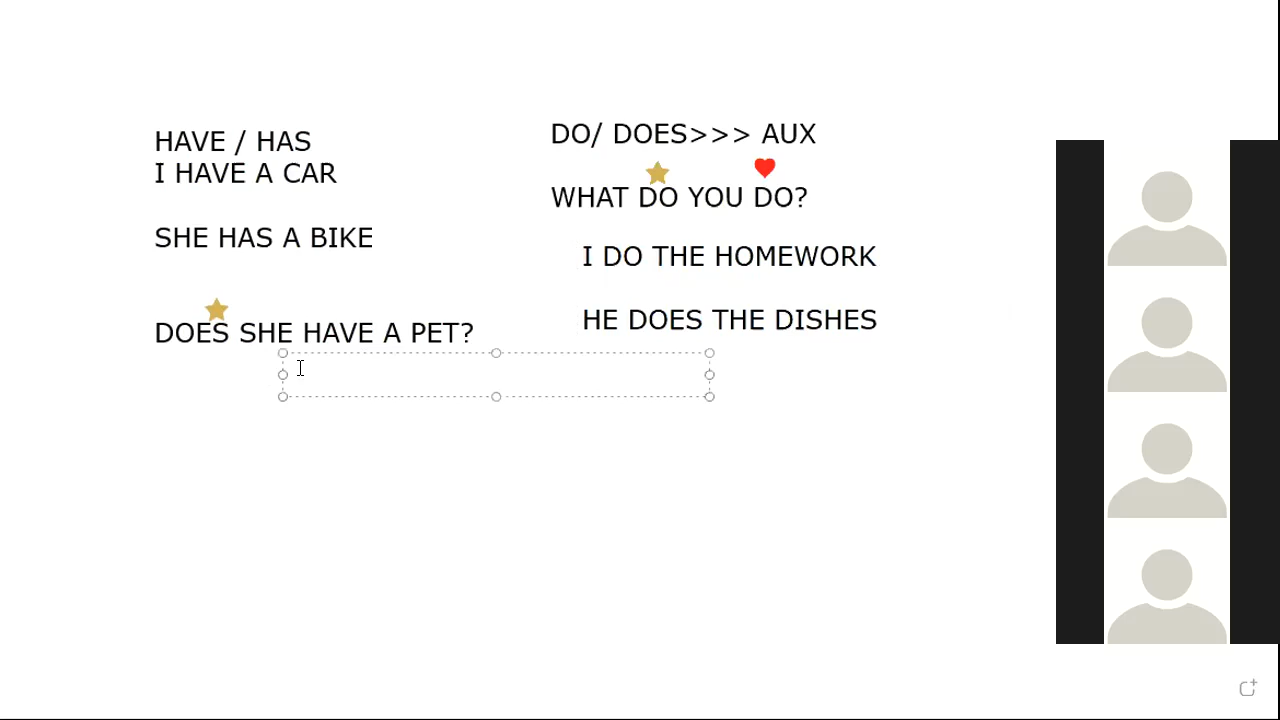 HAVE / HAS
I HAVE A CAR
SHE HAS A BIKE
DOES SHE HAVE A PET?
DO/ DOES>>> AUX
WHAT DO YOU DO?
I DO THE HOMEWORK
HE DOES THE DISHES